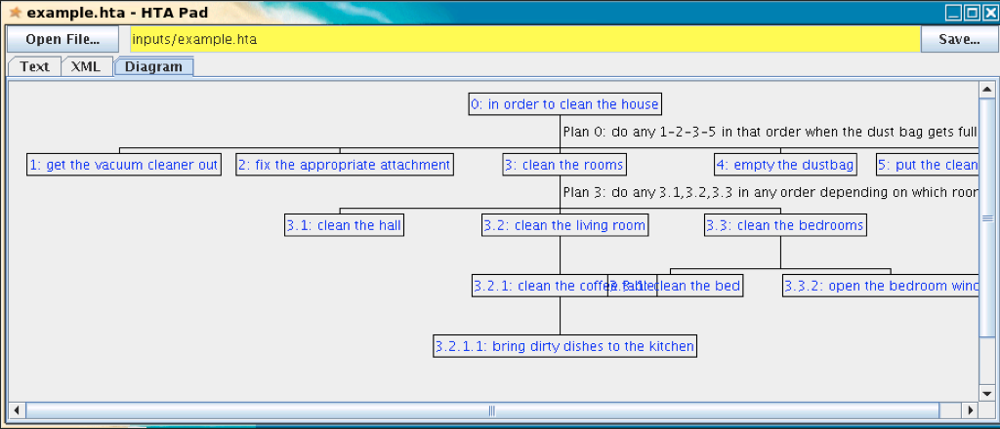 example.hta - HTA Pad
Open File... inputs/example.hta Save...
Text XML Diagram
0: in order to clean the house
Plan 0: do any 1-2-3-5 in that order when the dust bag gets full
1: get the vacuum cleaner out 2: fix the appropriate attachment 3: clean the rooms 4: empty the dustbag 5: put the clean
Plan 3: do any 3.1,3.2,3.3 in any order depending on which roor
3.1: clean the hall 3.2: clean the living room 3.3: clean the bedrooms
3.2.1: clean the coffee table 3.3.1: clean the bed 3.3.2: open the bedroom wind
3.2.1.1: bring dirty dishes to the kitchen